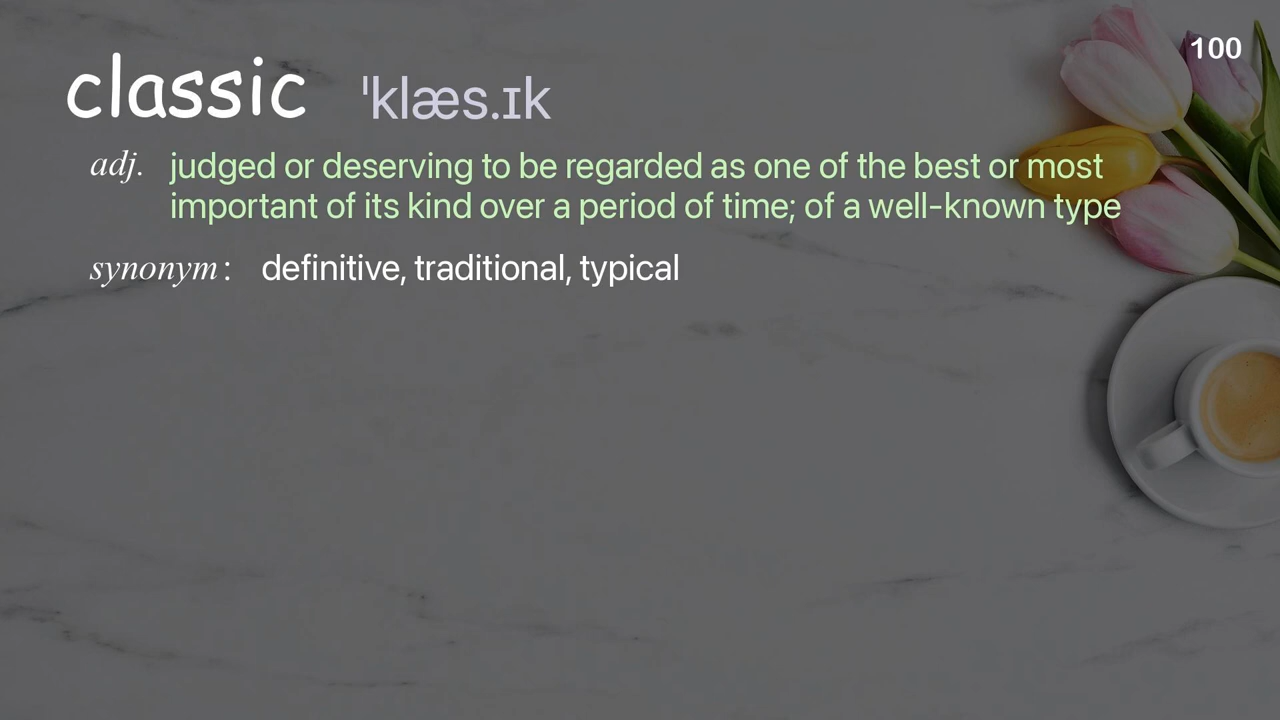 100
classic ˈklæs.ɪk
adj. judged or deserving to be regarded as one of the best or most
important of its kind over a period of time; of a well-known type
synonym : definitive, traditional, typical